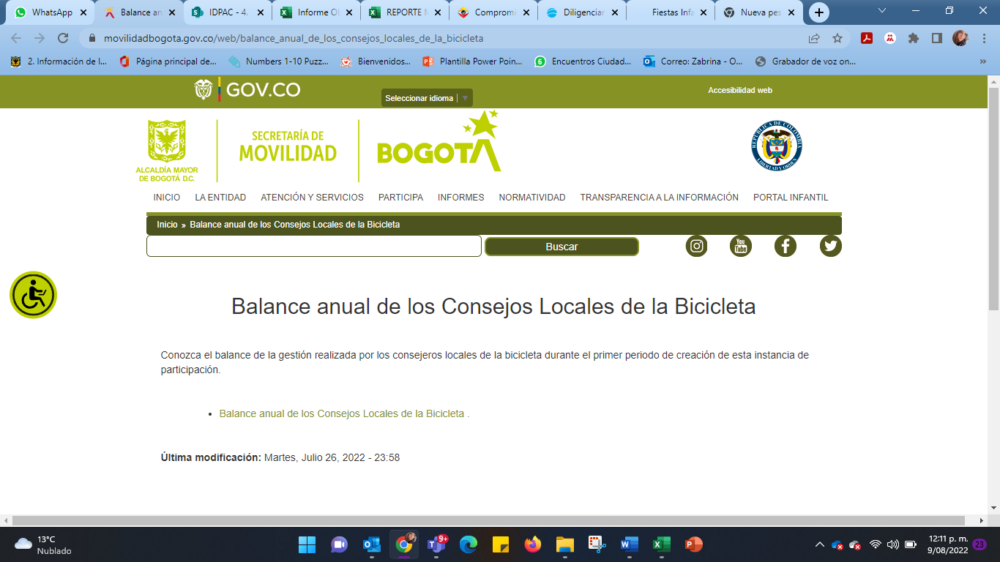 WhatsApp
Balance an
IDPAC - 4.
Informe Ol
REPORTE M
Compromi
Diligenciar
Fiestas Infa
Nueva pes
movilidadbogota.gov.co/web/balance_anual_de_los_consejos_locales_de_la_bicicleta
2. Información de l...
Página principal de...
Numbers 1-10 Puzz...
Bienvenidos...
Plantilla Power Poin...
Encuentros Ciudad...
Correo: Zabrina - O...
Grabador de voz on...
»
GOV.CO
Seleccionar idioma
Accesibilidad web
ALCALDÍA MAYOR
DE BOGOTÁ D.C.
SECRETARÍA DE
MOVILIDAD
BOGOTÁ
REPUBLICA DE COLOMBIA
LIBERTAD Y ORDEN
INICIO LA ENTIDAD ATENCIÓN Y SERVICIOS PARTICIPA INFORMES NORMATIVIDAD TRANSPARENCIA A LA INFORMACIÓN PORTAL INFANTIL
Inicio » Balance anual de los Consejos Locales de la Bicicleta
Buscar
You
Tube
Balance anual de los Consejos Locales de la Bicicleta
Conozca el balance de la gestión realizada por los consejeros locales de la bicicleta durante el primer periodo de creación de esta instancia de
participación.
• Balance anual de los Consejos Locales de la Bicicleta .
Última modificación: Martes, Julio 26, 2022 - 23:58
13°C
Nublado
9+
12:11 p. m.
9/08/2022
23